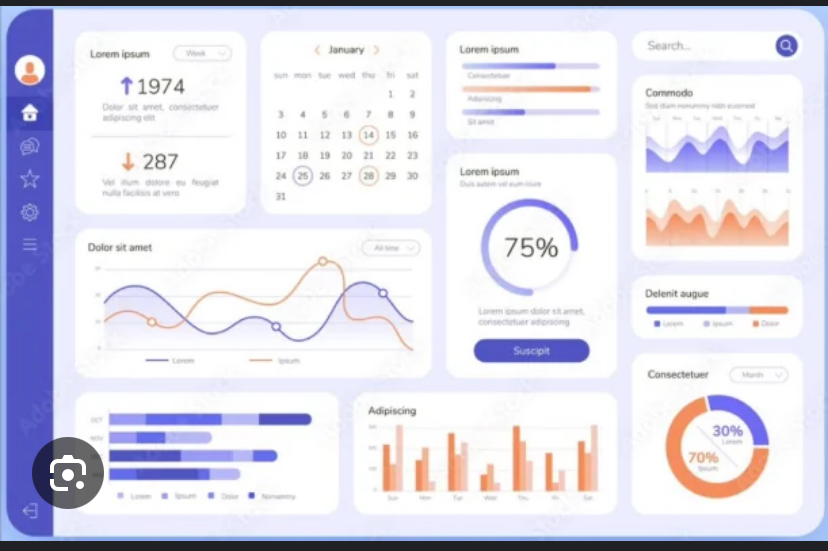 Lorem ipsum
Week
1974
Dolor sit amet, consectetuer
adipiscing elit
287
Vel illum dolore eu feugiat
nulla facilisis at vero
January
sun mon tue wed thu fri sat
1 2
3 4 5 6 7 8 9
10 11 12 13 14 15 16
17 18 19 20 21 22 23
24 25 26 27 28 29 30
31
Lorem ipsum
Consectetuer
Adipiscing
Sit amet
Search...
Commodo
Sed diam nonummy nibh euismod
Dolor sit amet
All time
Lorem
Ipsum
Lorem ipsum
Duis autem vel eum iriure
75%
Lorem ipsum dolor sit amet,
consectetuer adipiscing
Suscipit
Delenit augue
Lorem Ipsum Dolor
OCT
NOV
Lorem Ipsum Dolor Nonummy
Adipiscing
Sun Mon Tue Wed Thu Fri Sat
Consectetuer
Month
30%
Lorem
70%
Ipsum